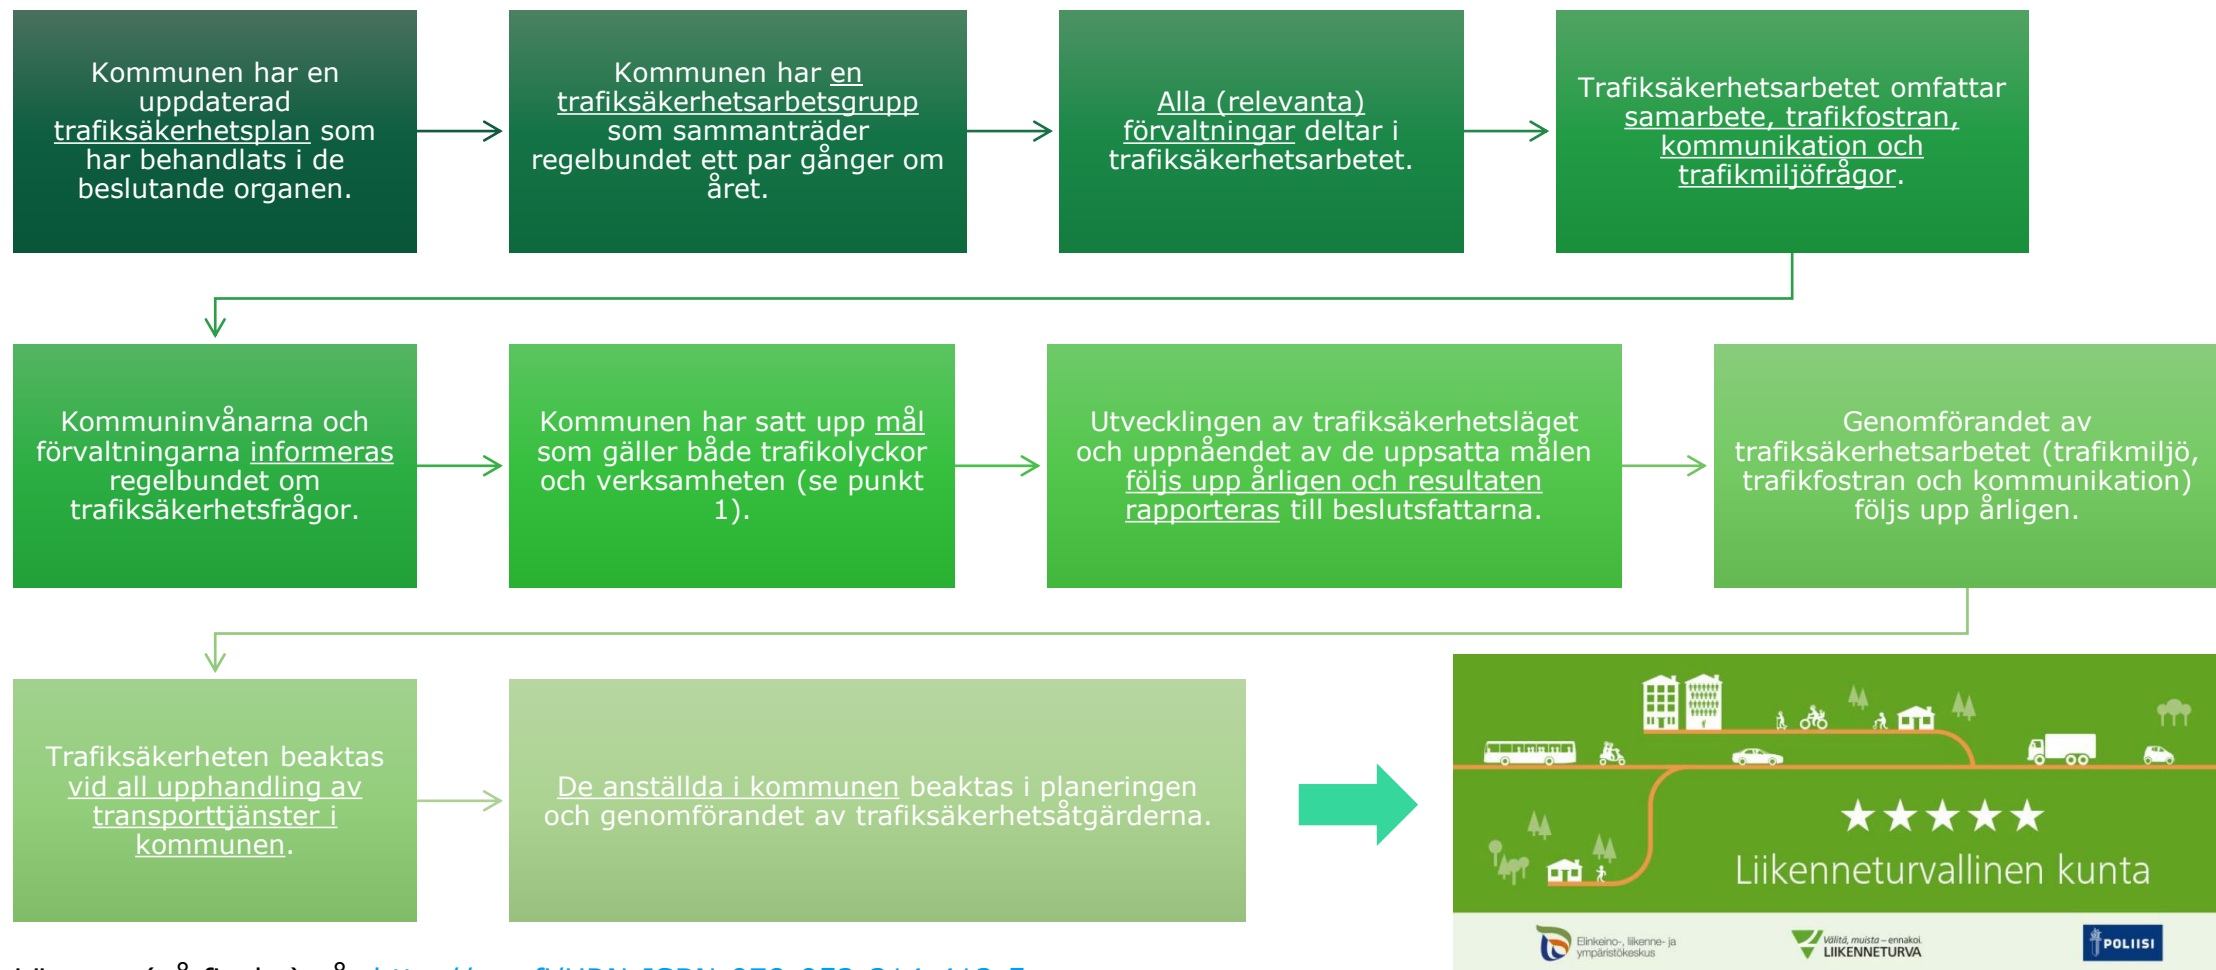 Kommunen har en
uppdaterad
trafiksäkerhetsplan som
har behandlats i de
beslutande organen.
Kommunen har en
trafiksäkerhetsarbetsgrupp
som sammanträder
regelbundet ett par gånger om
året.
Alla (relevanta)
förvaltningar deltar i
trafiksäkerhetsarbetet.
Trafiksäkerhetsarbetet omfattar
samarbete, trafikfostran,
kommunikation och
trafikmiljöfrågor.
Kommuninvånarna och
förvaltningarna informeras
regelbundet om
trafiksäkerhetsfrågor.
Kommunen har satt upp mål
som gäller både trafikolyckor
och verksamheten (se punkt
1).
Utvecklingen av trafiksäkerhetsläget
och uppnåendet av de uppsatta målen
följs upp årligen och resultaten
rapporteras till beslutsfattarna.
Genomförandet av
trafiksäkerhetsarbetet (trafikmiljö,
trafikfostran och kommunikation)
följs upp årligen.
Trafiksäkerheten beaktas
vid all upphandling av
transporttjänster i
kommunen.
De anställda i kommunen beaktas i planeringen
och genomförandet av trafiksäkerhetsåtgärderna.
Liikenneturvallinen kunta
Elinkeino-, liikenne- ja
ympäristökeskus
Välitä, muista – ennakoi.
LIIKENNETURVA
POLIISI